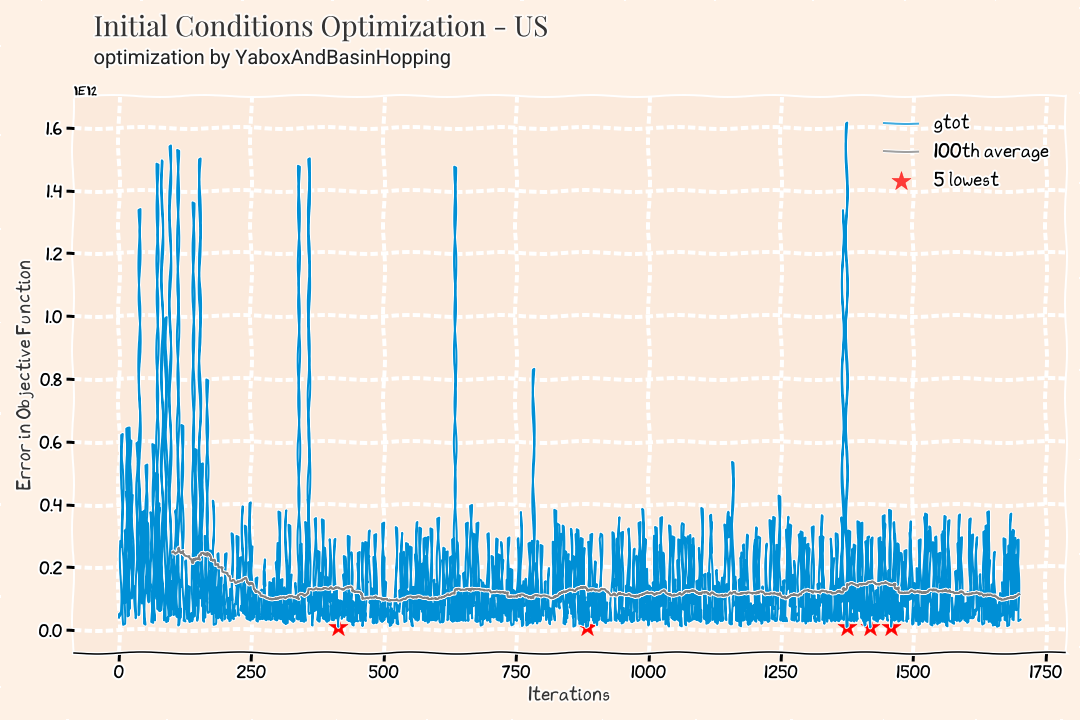 Initial Conditions Optimization - US
optimization by YaboxAndBasinHopping
1E12
1.6
1.4
1.2
1.0
0.8
0.6
0.4
0.2
0.0
Error in Objective Function
gtot
100th average
5 lowest
0 250 500 750 1000 1250 1500 1750
Iterations